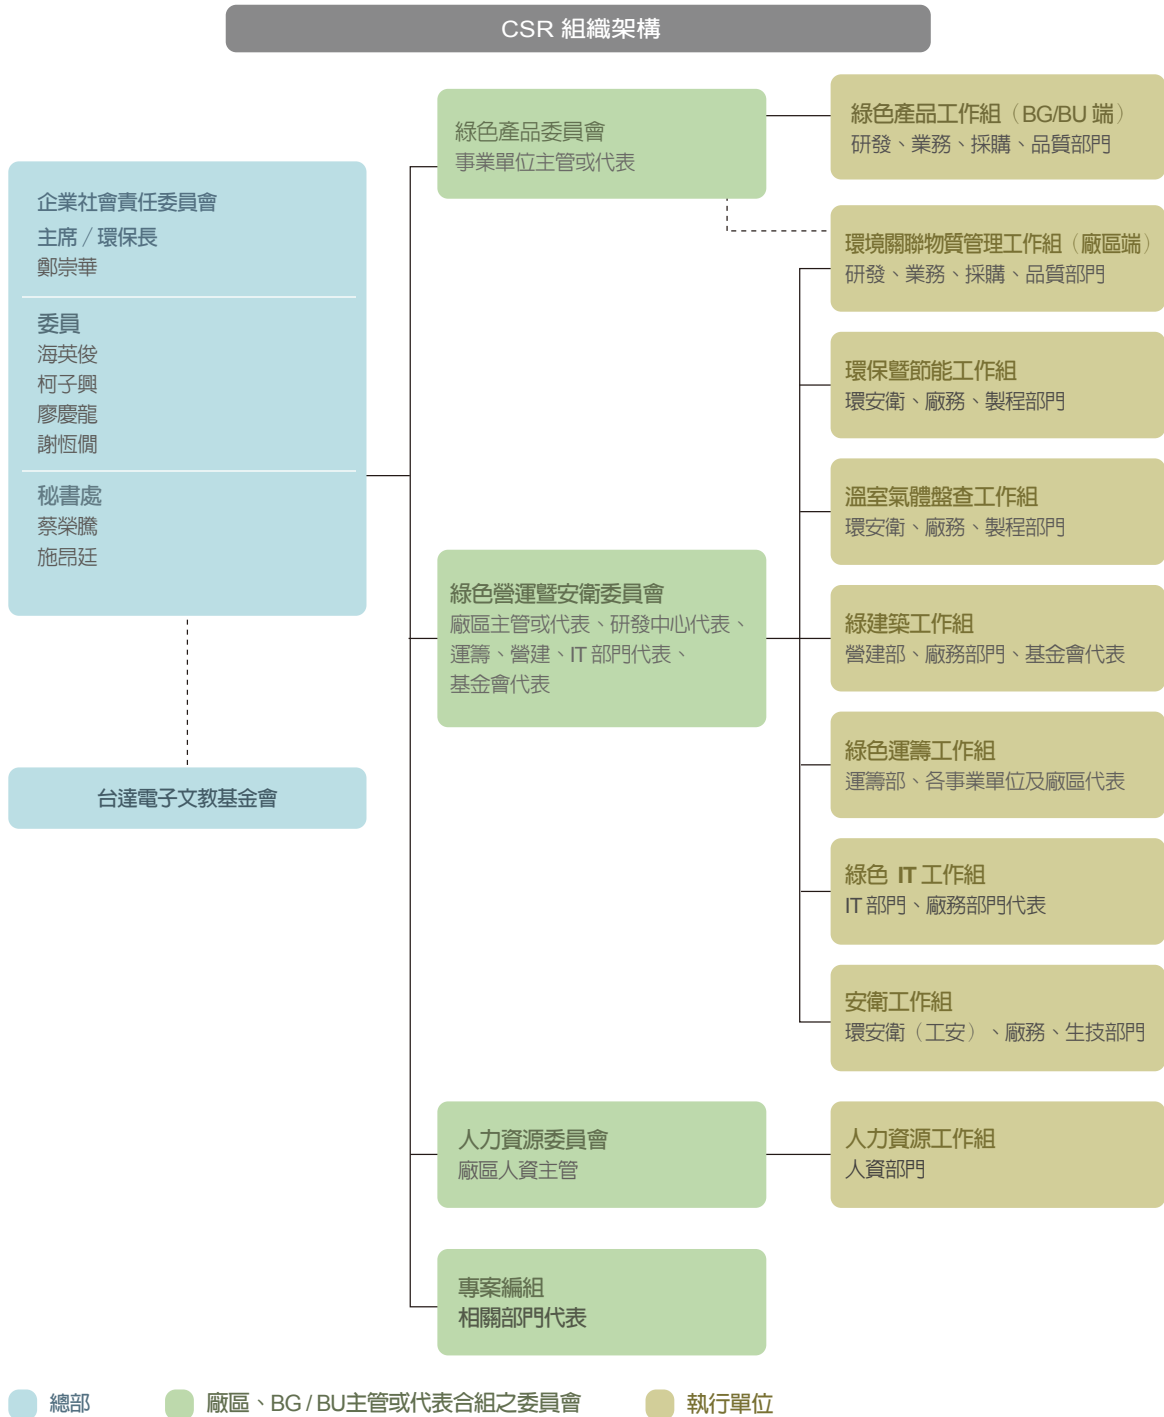 CSR 組織架構
企業社會責任委員會
主席／環保長
鄭崇華
委員
海英俊
柯子興
廖慶龍
謝恆僩
秘書處
蔡榮騰
施昂廷
台達電子文教基金會
綠色產品委員會
事業單位主管或代表
綠色營運暨安衛委員會
廠區主管或代表、研發中心代表、
運籌、營建、IT 部門代表、
基金會代表
人力資源委員會
廠區人資主管
專案編組
相關部門代表
綠色產品工作組（BG/BU 端）
研發、業務、採購、品質部門
環境關聯物質管理工作組（廠區端）
研發、業務、採購、品質部門
環保暨節能工作組
環安衛、廠務、製程部門
溫室氣體盤查工作組
環安衛、廠務、製程部門
綠建築工作組
營建部、廠務部門、基金會代表
綠色運籌工作組
運籌部、各事業單位及廠區代表
綠色 IT 工作組
IT 部門、廠務部門代表
安衛工作組
環安衛（工安）、廠務、生技部門
人力資源工作組
人資部門
總部
廠區、BG / BU主管或代表合組之委員會
執行單位